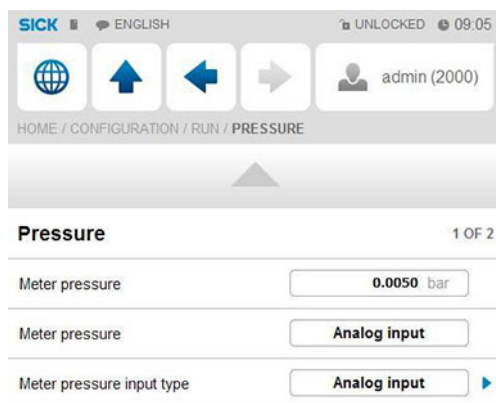 SICK ENGLISH UNLOCKED 09:05
admin (2000)
HOME / CONFIGURATION / RUN / PRESSURE
Pressure 1 OF 2
Meter pressure 0.0050 bar
Meter pressure Analog input
Meter pressure input type Analog input